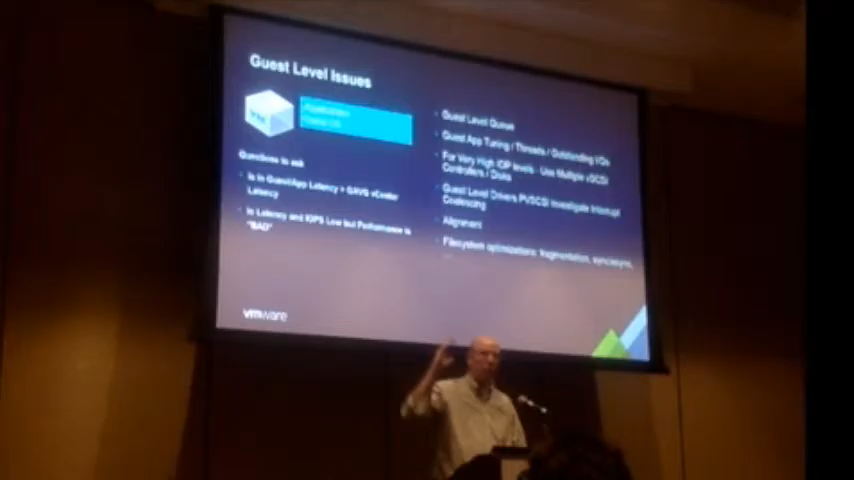 Guest Level Issues
VM
Application
Guest OS
Questions to ask
Is in Guest/App Latency > GAVG vCenter
Latency
Is Latency and IOPS Low but Performance is
"BAD"
Guest Level Queue
Guest App Tuning / Threads / Outstanding I/Os
For Very High IOP levels - Use Multiple vSCSI
Controllers / Disks
Guest Level Drivers PVSCSI Investigate Interrupt
Coalescing
Alignment
Filesystem optimizations: fragmentation, sync/async,
vmware